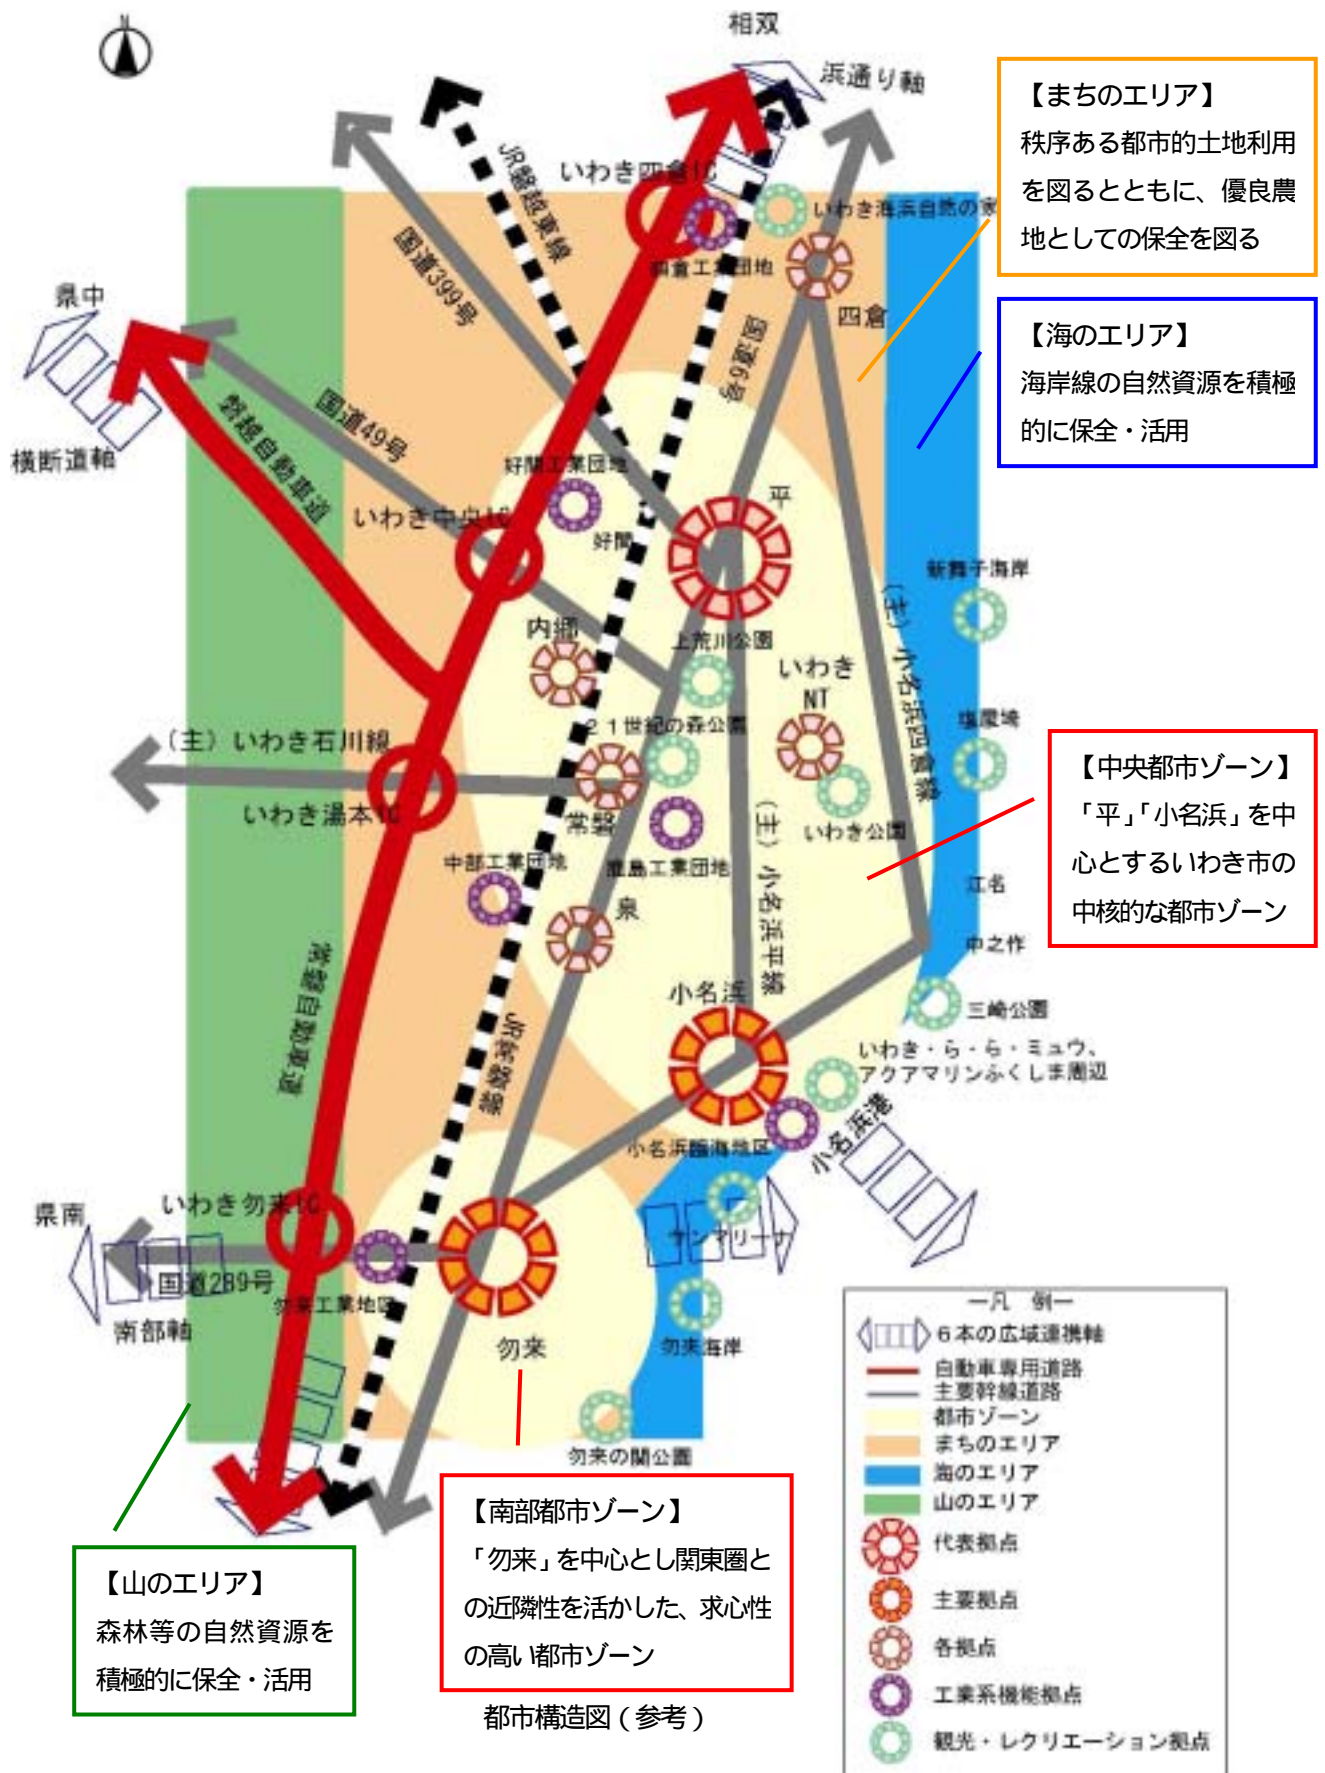 N
相双
浜通り軸
【まちのエリア】
秩序ある都市的土地利用
を図るとともに、優良農
地としての保全を図る
JR磐越東線
いわき四倉IC
いわき海浜自然の家
四倉工業団地
国道399号
四倉
国道6号
県中
【海のエリア】
海岸線の自然資源を積極
的に保全・活用
国道49号
磐越自動車道
横断道軸
好間工業団地
平
いわき中央IC
好間
新舞子海岸
(主)小名浜四倉線
内郷
上荒川公園
いわき
NT
21世紀の森公園
塩屋埼
(主)いわき石川線
【中央都市ゾーン】
「平」「小名浜」を中
心とするいわき市の
中核的な都市ゾーン
いわき湯本IC
常磐
いわき公園
(主)小名浜平線
中部工業団地
鹿島工業団地
江名
泉
中之作
常磐自動車道
小名浜
三崎公園
JR常磐線
いわき・ら・ら・ミュウ、
アクアマリンふくしま周辺
小名浜港
小名浜臨海地区
いわき勿来IC
県南
サンマリーナ
国道289号
勿来工業地区
南部軸
勿来
勿来海岸
勿来の関公園
【南部都市ゾーン】
「勿来」を中心とし関東圏と
の近隣性を活かした、求心性
の高い都市ゾーン
【山のエリア】
森林等の自然資源を
積極的に保全・活用
都市構造図(参考)
―凡 例―
6本の広域連携軸
自動車専用道路
主要幹線道路
都市ゾーン
まちのエリア
海のエリア
山のエリア
代表拠点
主要拠点
各拠点
工業系機能拠点
観光・レクリエーション拠点